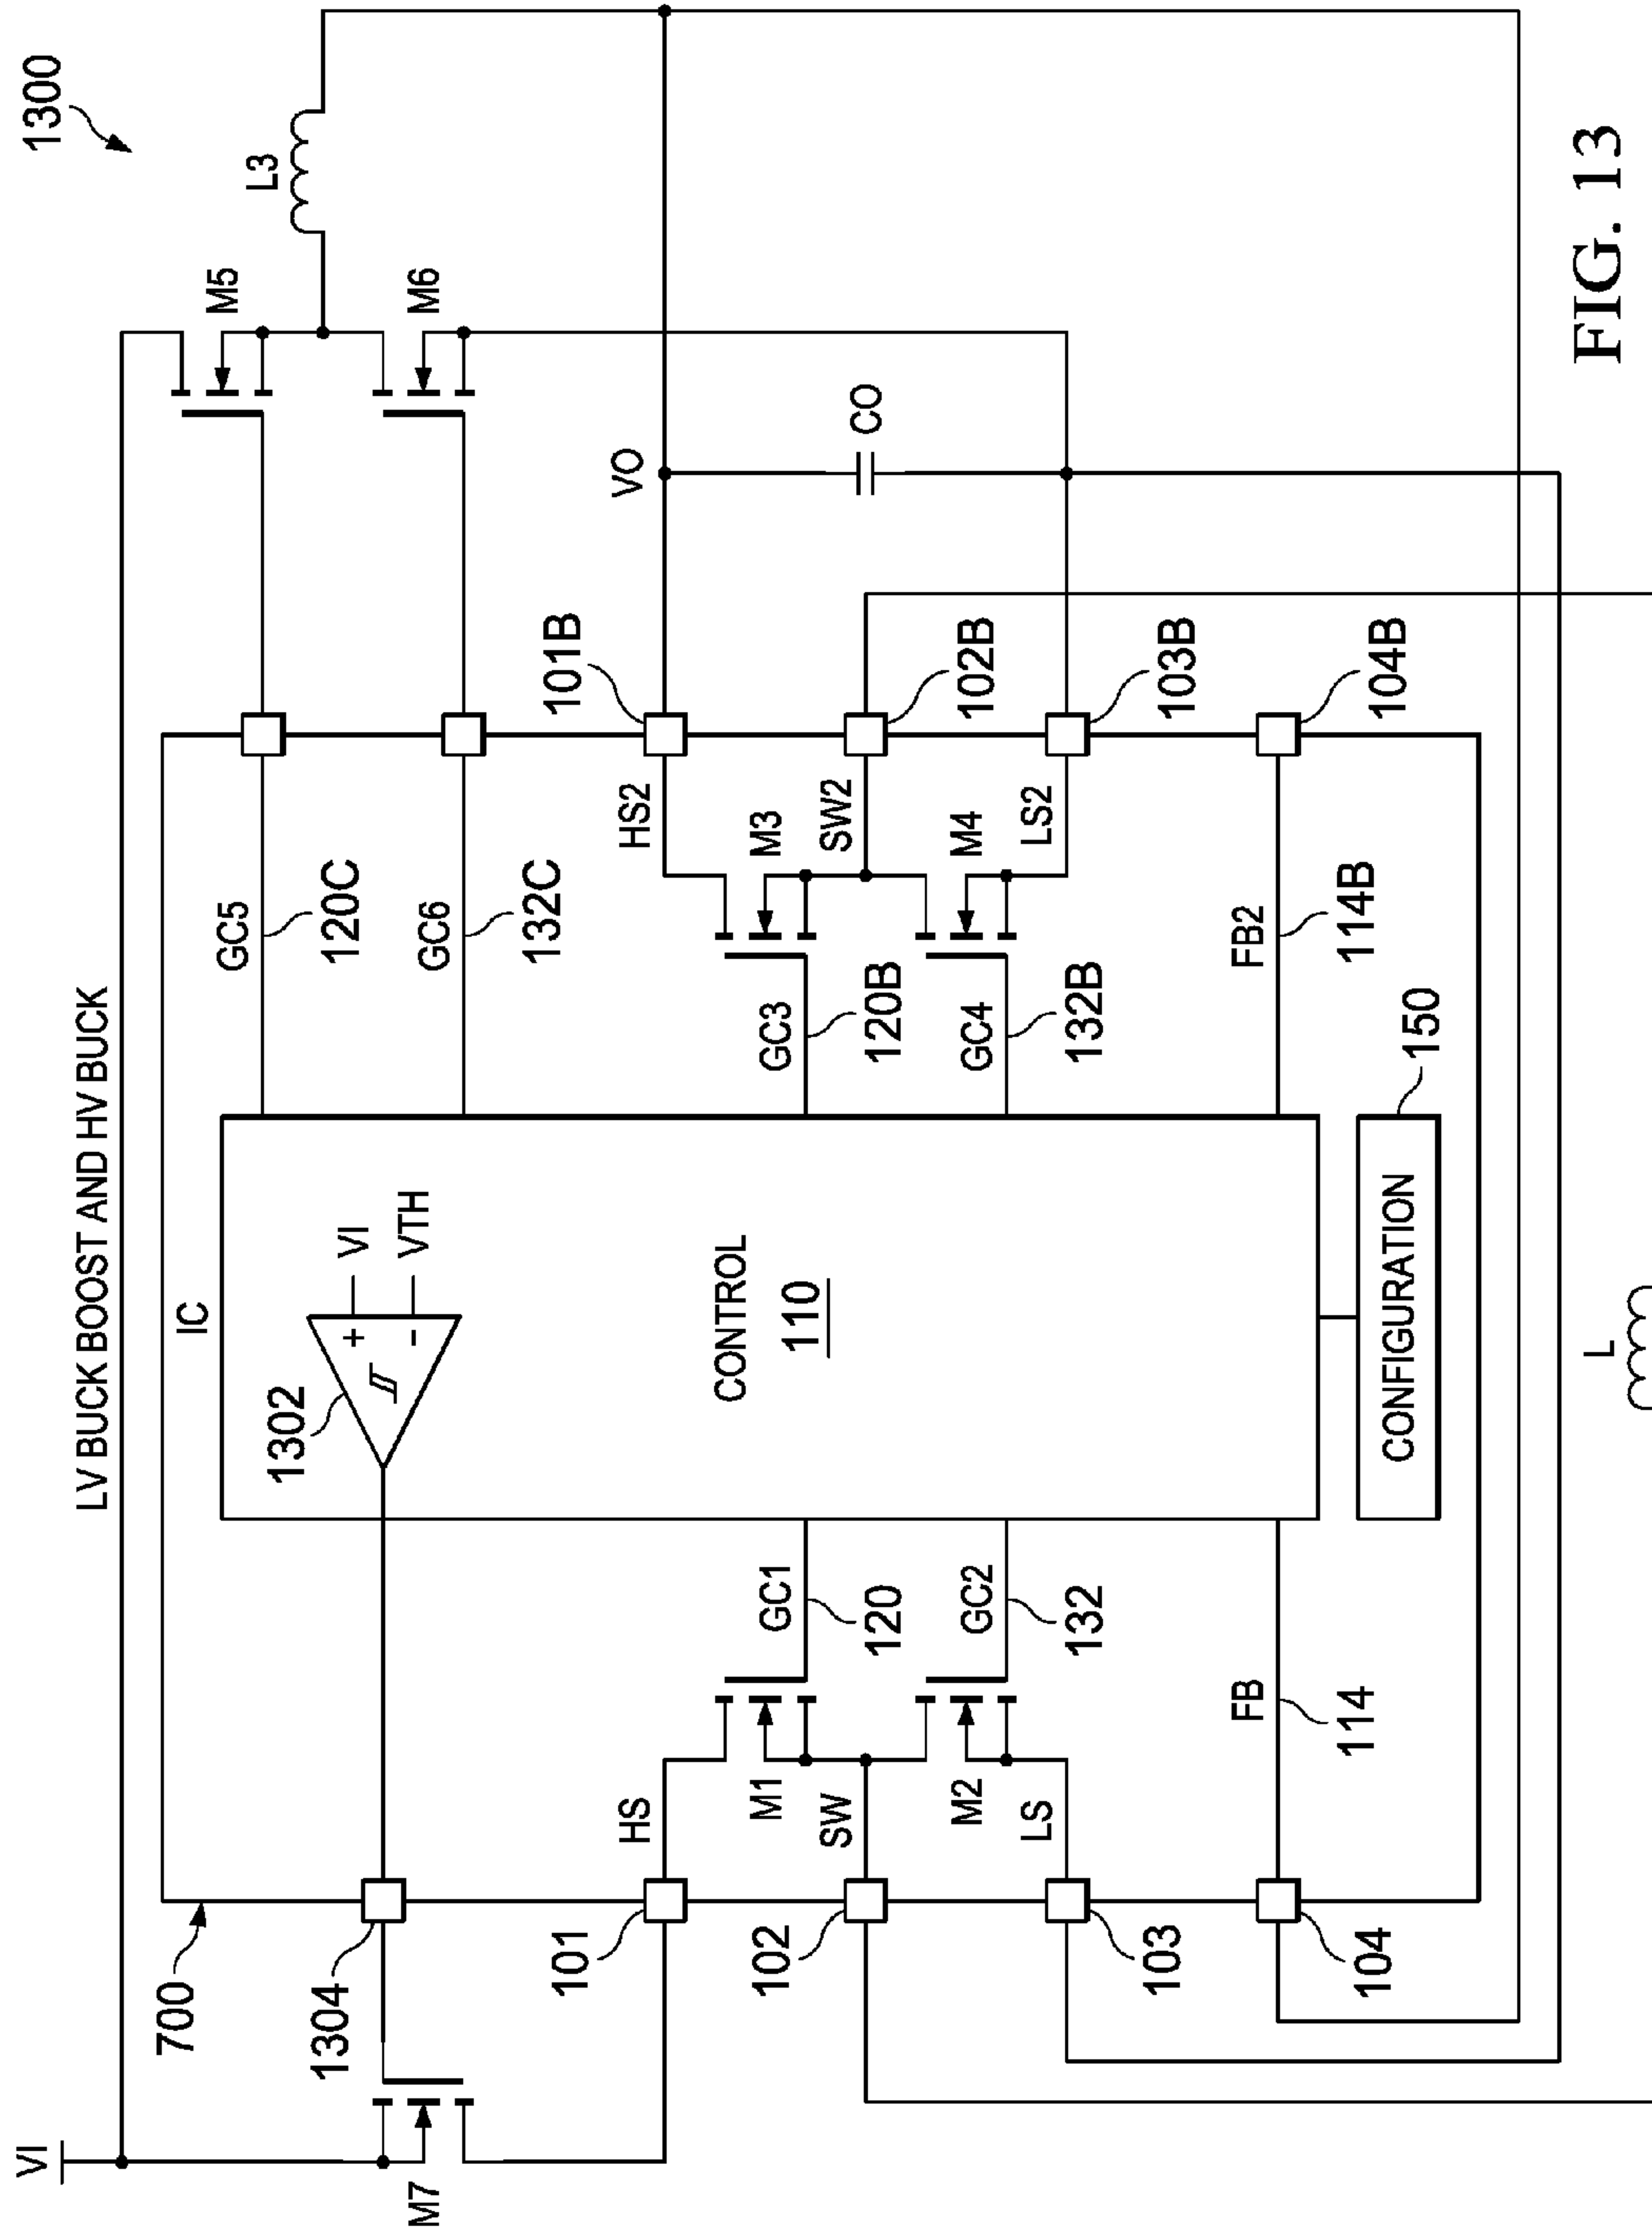 1300
LV BUCK BOOST AND HV BUCK
VI
700
IC
M7
1304
1302
VI
VTH
+
-
GC5
120C
M5
L3
GC6
132C
M6
101
HS
CONTROL
110
HS2
101B
VO
M1
GC1
120
GC3
120B
M3
102
SW
SW2
102B
CO
M2
GC2
132
GC4
132B
M4
103
LS
LS2
103B
104
FB
114
FB2
114B
104B
CONFIGURATION
150
L
FIG. 13